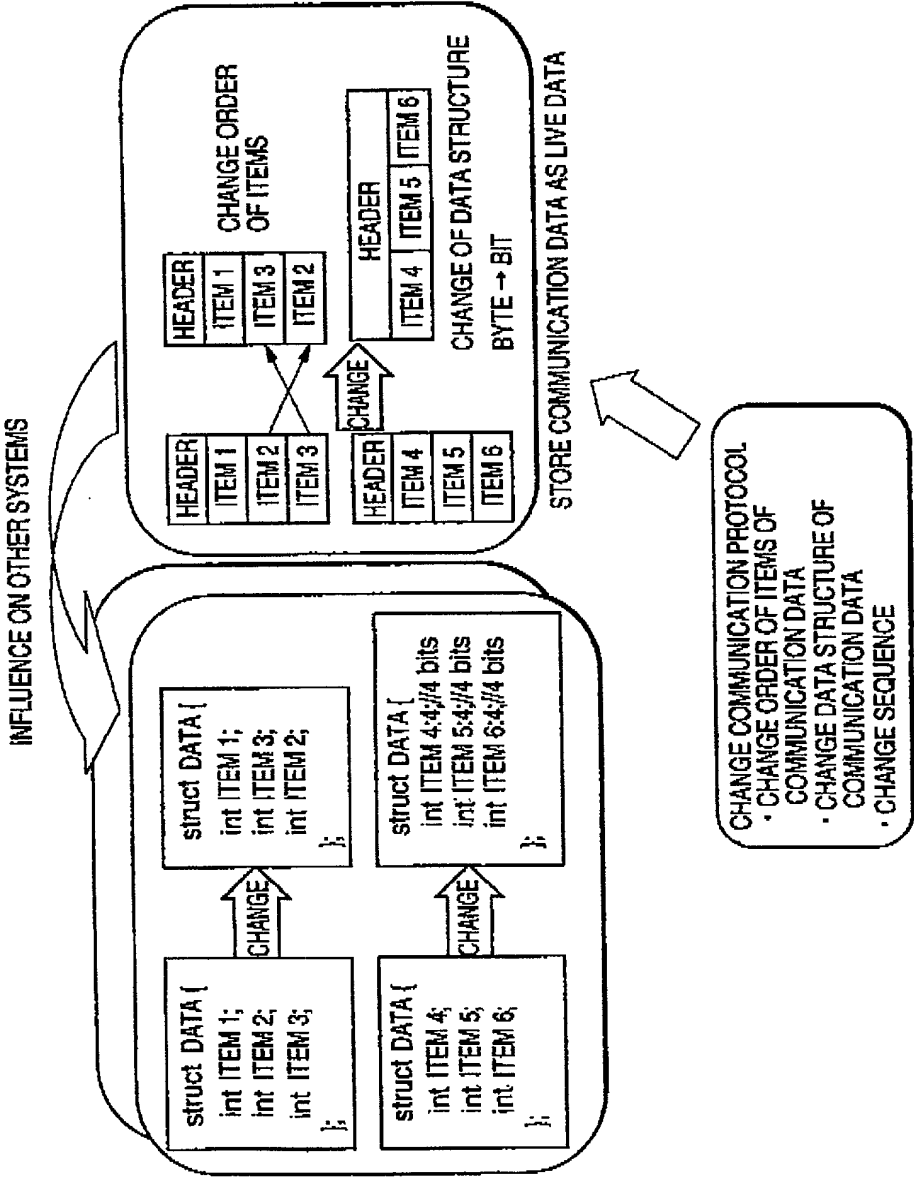 INFLUENCE ON OTHER SYSTEMS
struct DATA {
int ITEM 1;
int ITEM 2;
int ITEM 3;
};
CHANGE
struct DATA {
int ITEM 1;
int ITEM 3;
int ITEM 2;
};
struct DATA {
int ITEM 4;
int ITEM 5;
int ITEM 6;
};
CHANGE
struct DATA {
int ITEM 4:4;//4 bits
int ITEM 5:4;//4 bits
int ITEM 6:4;//4 bits
};
HEADER
ITEM 1
ITEM 2
ITEM 3
HEADER
ITEM 1
ITEM 3
ITEM 2
CHANGE ORDER
OF ITEMS
HEADER
ITEM 4
ITEM 5
ITEM 6
CHANGE
HEADER
ITEM 4 ITEM 5 ITEM 6
CHANGE OF DATA STRUCTURE
BYTE → BIT
STORE COMMUNICATION DATA AS LIVE DATA
CHANGE COMMUNICATION PROTOCOL
· CHANGE ORDER OF ITEMS OF
COMMUNICATION DATA
· CHANGE DATA STRUCTURE OF
COMMUNICATION DATA
· CHANGE SEQUENCE